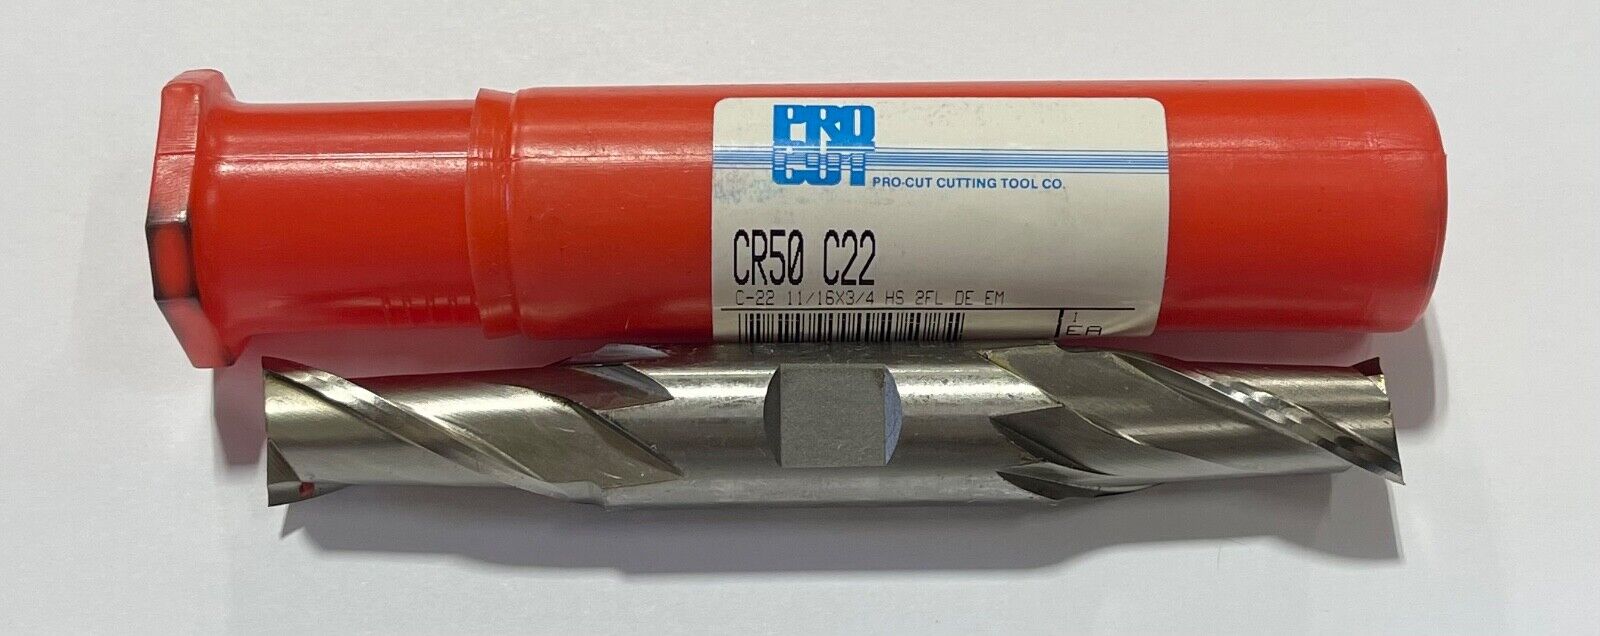 PRO
CUT
PRO-CUT CUTTING TOOL CO.
CR50 C22
C-22 11/16X3/4 HS 2FL DE EM
1
EA